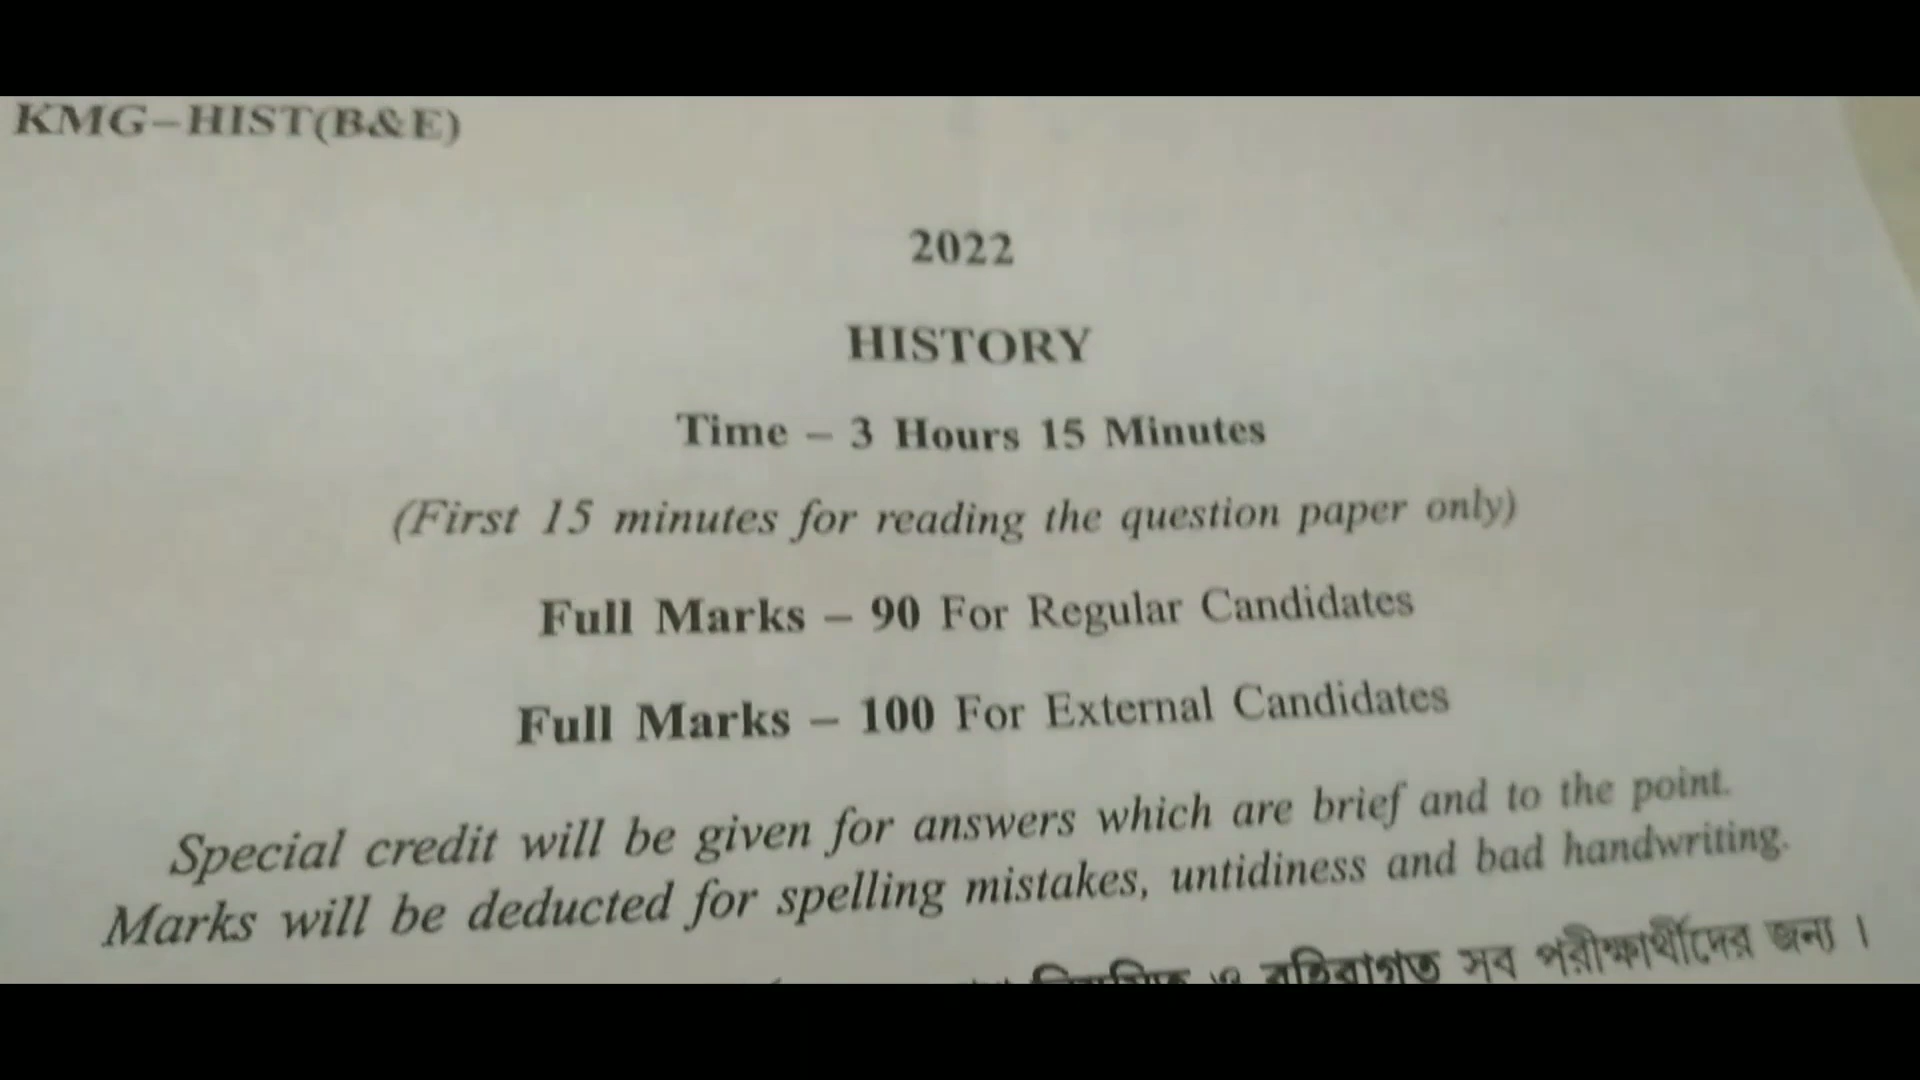 KMG–HIST(B&E)
2022
HISTORY
Time – 3 Hours 15 Minutes
(First 15 minutes for reading the question paper only)
Full Marks – 90 For Regular Candidates
Full Marks – 100 For External Candidates
Special credit will be given for answers which are brief and to the point.
Marks will be deducted for spelling mistakes, untidiness and bad handwriting.
ও বহিরাগত সব পরীক্ষার্থীদের জন্য ।